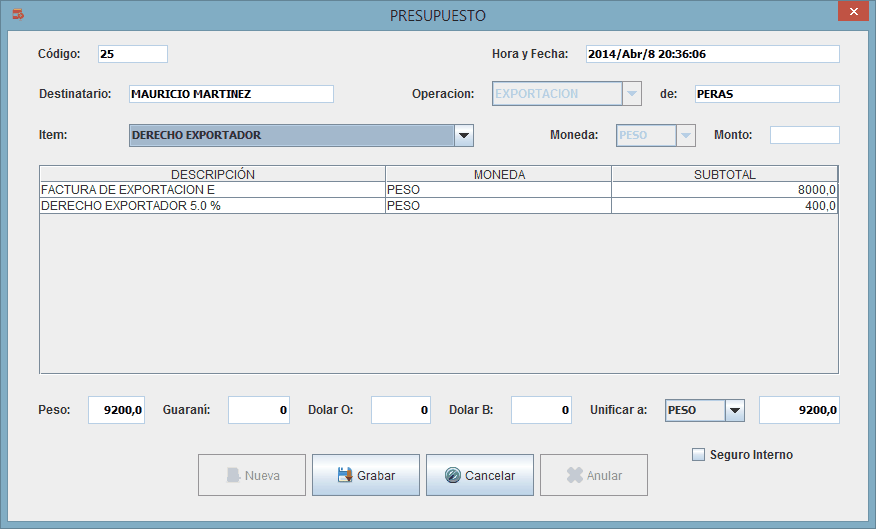 PRESUPUESTO
Código: 25 Hora y Fecha: 2014/Abr/8 20:36:06
Destinatario: MAURICIO MARTINEZ Operacion: EXPORTACION de: PERAS
Item: DERECHO EXPORTADOR Moneda: PESO Monto:
DESCRIPCIÓN MONEDA SUBTOTAL
FACTURA DE EXPORTACION E PESO 8000,0
DERECHO EXPORTADOR 5.0 % PESO 400,0
Peso: 9200,0 Guaraní: 0 Dolar O: 0 Dolar B: 0 Unificar a: PESO 9200,0
Seguro Interno
Nueva Grabar Cancelar Anular